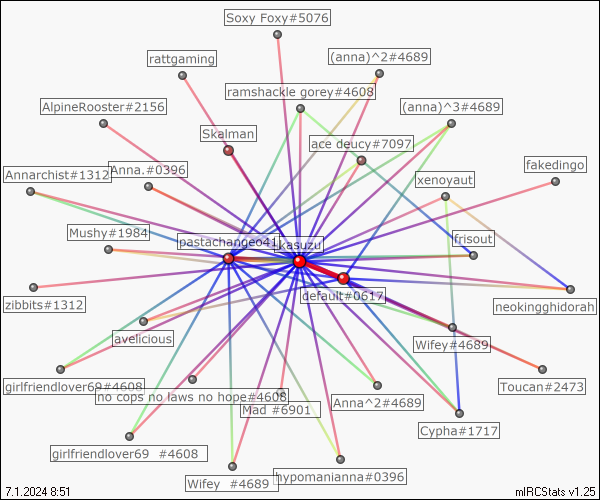 Soxy Foxy#5076
(anna)^2#4689
rattgaming
ramshackle gorey#4608
AlpineRooster#2156
(anna)^3#4689
Skalman
ace deucy#7097
fakedingo
Annarchist#1312
Anna.#0396
xenoyaut
Mushy#1984
pastachangeo41
kasuzu
frisout
zibbits#1312
default#0617
neokingghidorah
avelicious
Wifey#4689
girlfriendlover69#4608
no cops no laws no hope#4608
Toucan#2473
Mad #6901
Anna^2#4689
Cypha#1717
girlfriendlover69 #4608
Wifey #4689
hypomanianna#0396
7.1.2024 8:51
mIRCStats v1.25